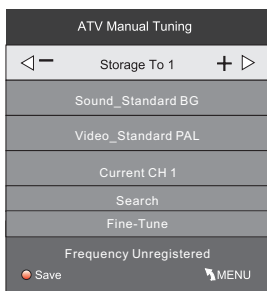 ATV Manual Tuning
Storage To 1
Sound_Standard BG
Video_Standard PAL
Current CH 1
Search
Fine-Tune
Frequency Unregistered
Save MENU